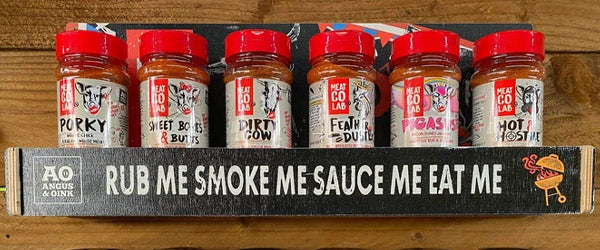 MEAT
CO
LAB
PORKY
MEAT
CO
LAB
SWEET BONES
& BUTTS
MEAT
CO
LAB
DIRTY
COW
MEAT
CO
LAB
FEATHER
DUSTER
MEAT
CO
LAB
PIGASUS
MEAT
CO
LAB
HOT
AO
ANGUS
& OINK
RUB ME SMOKE ME SAUCE ME EAT ME